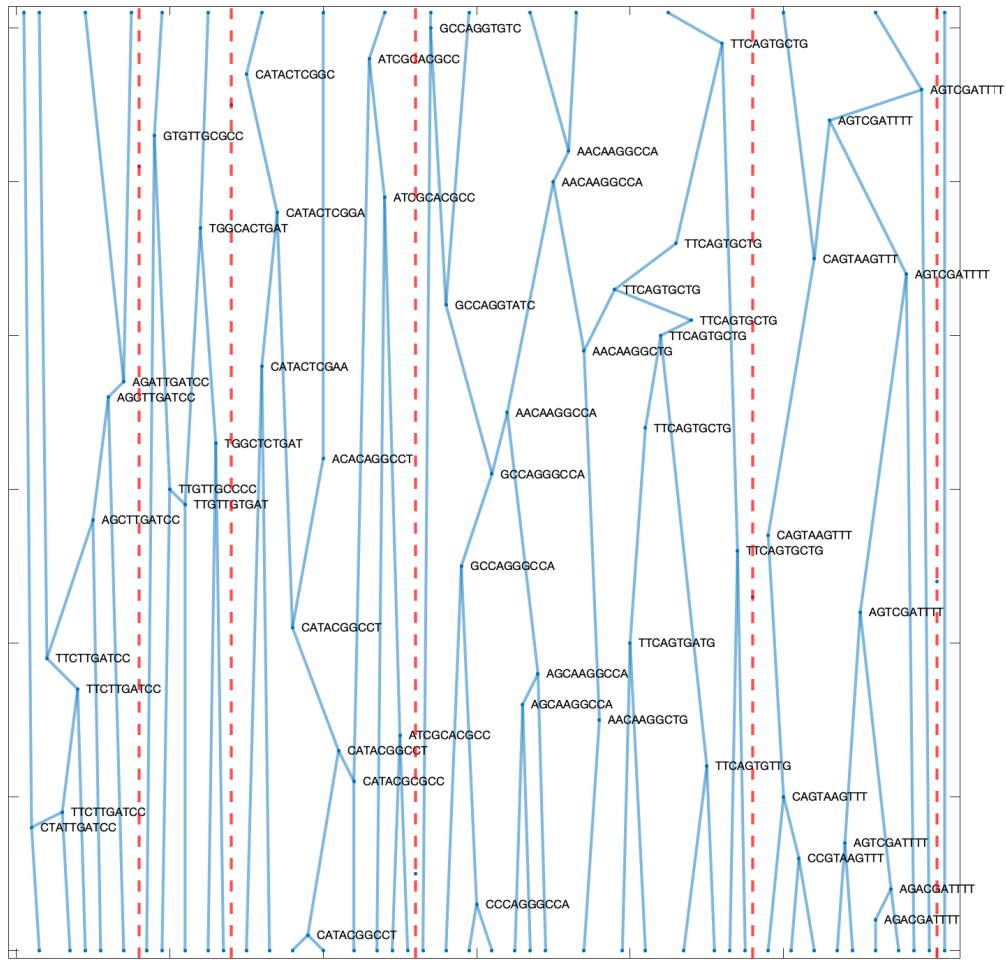 GCCAGGTGTC
TTCAGTGCTG
ATCGCACGCC
CATACTCGGC
AGTCGATTTT
AGTCGATTTT
GTGTTGCGCC
AACAAGGCCA
AACAAGGCCA
ATCGCACGCC
CATACTCGGA
TGGCACTGAT
TTCAGTGCTG
CAGTAAGTTT
AGTCGATTTT
TTCAGTGCTG
GCCAGGTATC
TTCAGTGCTG
TTCAGTGCTG
AACAAGGCTG
CATACTCGAA
AGATTGATCC
AGCTTGATCC
AACAAGGCCA
TTCAGTGCTG
TGGCTCTGAT
ACACAGGCCT
GCCAGGGCCA
TTGTTGCCCC
TTGTTGTGAT
AGCTTGATCC
CAGTAAGTTT
TTCAGTGCTG
GCCAGGGCCA
AGTCGATTTT
CATACGGCCT
TTCAGTGATG
TTCTTGATCC
AGCAAGGCCA
TTCTTGATCC
AGCAAGGCCA
AACAAGGCTG
ATCGCACGCC
CATACGGCCT
TTCAGTGTTG
CATACGCGCC
CAGTAAGTTT
TTCTTGATCC
CTATTGATCC
AGTCGATTTT
CCGTAAGTTT
AGACGATTTT
CCCAGGGCCA
AGACGATTTT
CATACGGCCT